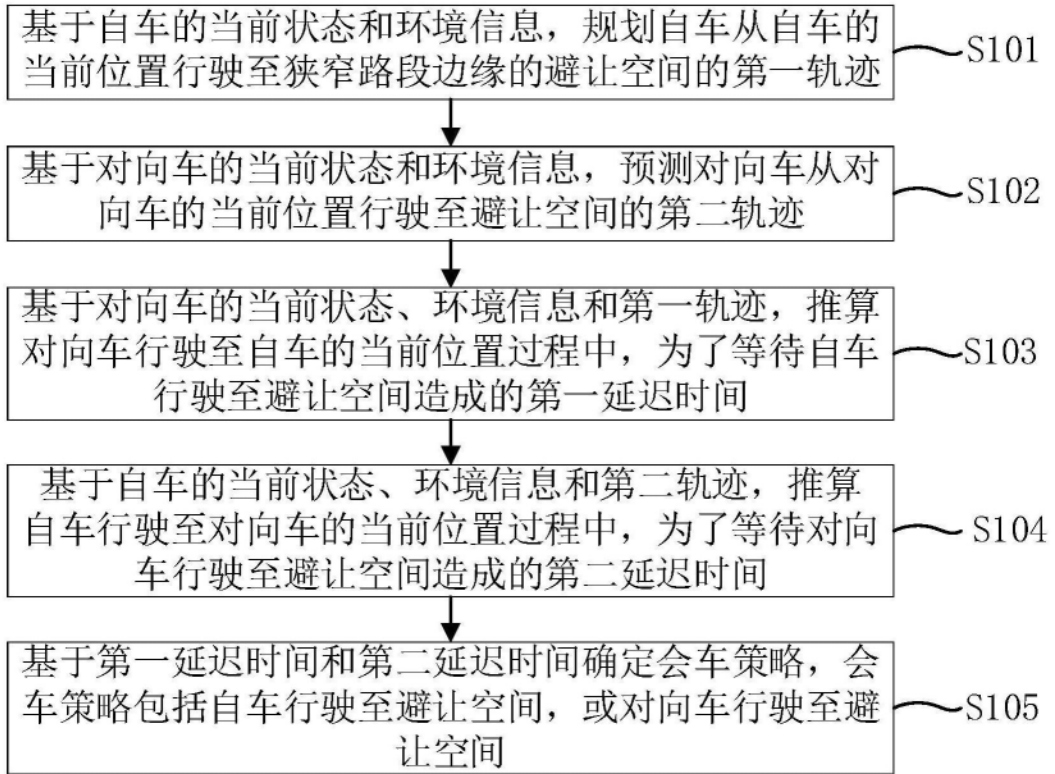 基于自车的当前状态和环境信息，规划自车从自车的
当前位置行驶至狭窄路段边缘的避让空间的第一轨迹
S101
基于对向车的当前状态和环境信息，预测对向车从对
向车的当前位置行驶至避让空间的第二轨迹
S102
基于对向车的当前状态、环境信息和第一轨迹，推算
对向车行驶至自车的当前位置过程中，为了等待自车
行驶至避让空间造成的第一延迟时间
S103
基于自车的当前状态、环境信息和第二轨迹，推算
自车行驶至对向车的当前位置过程中，为了等待对向
车行驶至避让空间造成的第二延迟时间
S104
基于第一延迟时间和第二延迟时间确定会车策略，会
车策略包括自车行驶至避让空间，或对向车行驶至避
让空间
S105